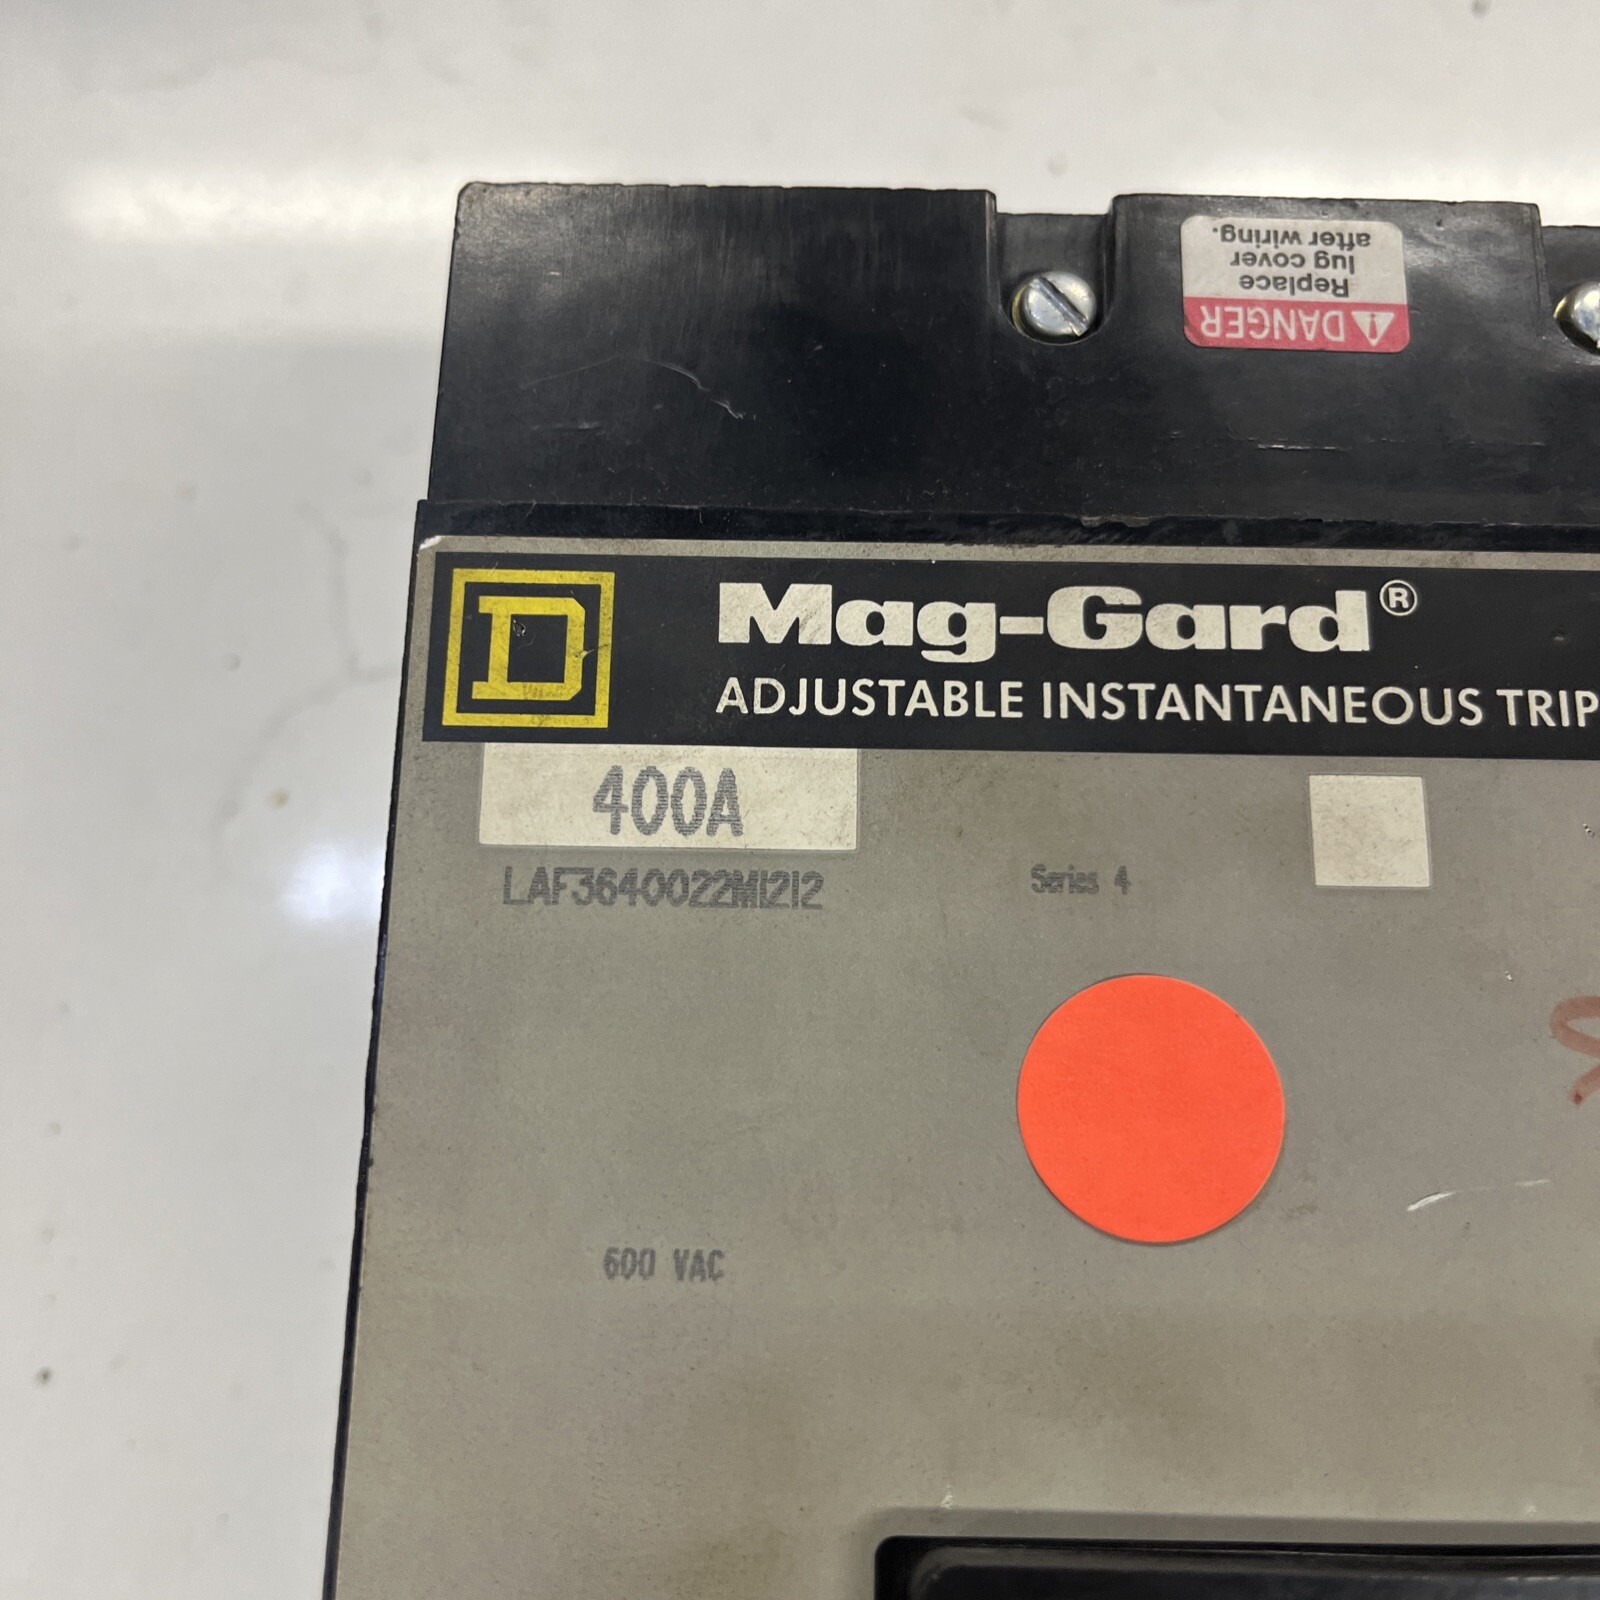 ⚠ DANGER
Replace
lug cover
after wiring.
D
Mag-Gard®
ADJUSTABLE INSTANTANEOUS TRIP
400A
LAF3640022M1212
Series 4
600 VAC